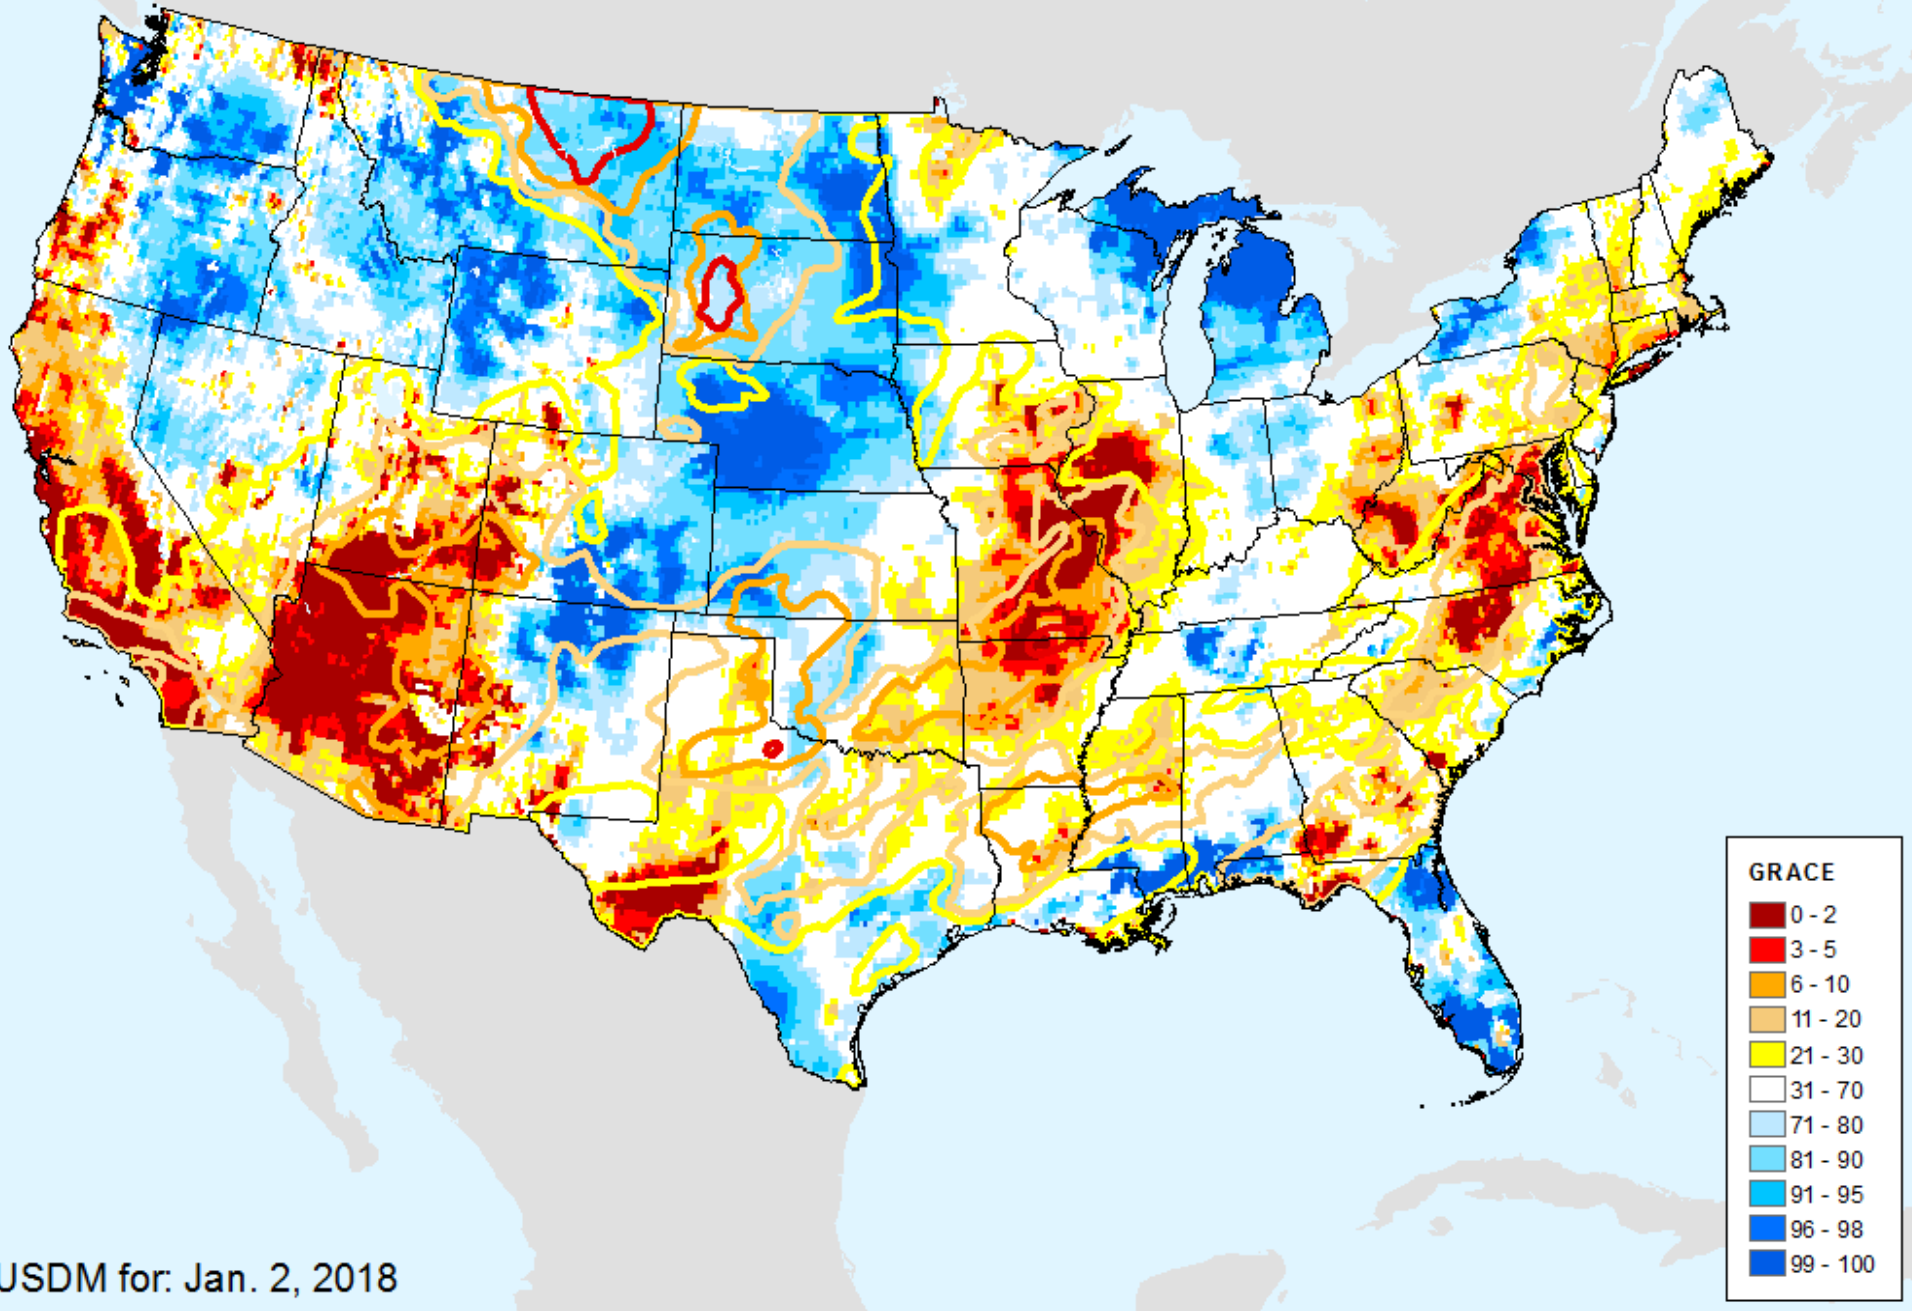 GRACE
0 - 2
3 - 5
6 - 10
11 - 20
21 - 30
31 - 70
71 - 80
81 - 90
91 - 95
96 - 98
99 - 100
USDM for: Jan. 2, 2018